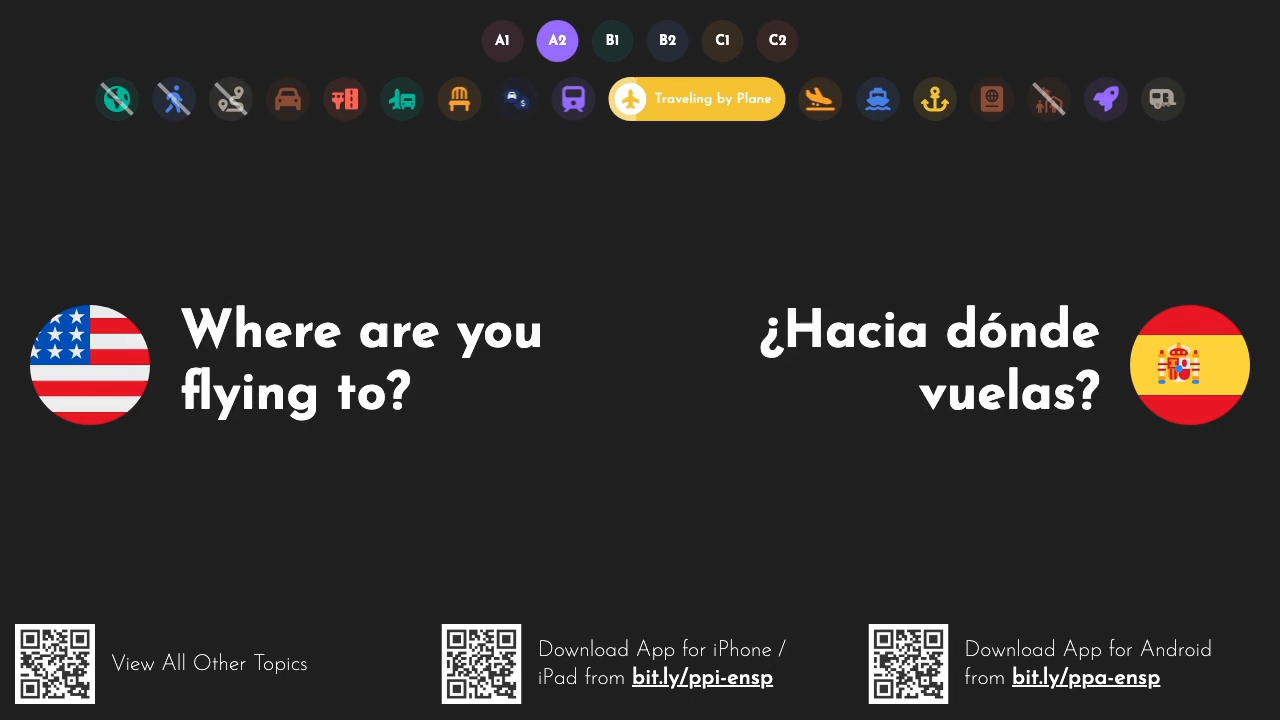 A1 A2 B1 B2 C1 C2
Traveling by Plane
Where are you
flying to?
¿Hacia dónde
vuelas?
View All Other Topics
Download App for iPhone /
iPad from bit.ly/ppi-ensp
Download App for Android
from bit.ly/ppa-ensp